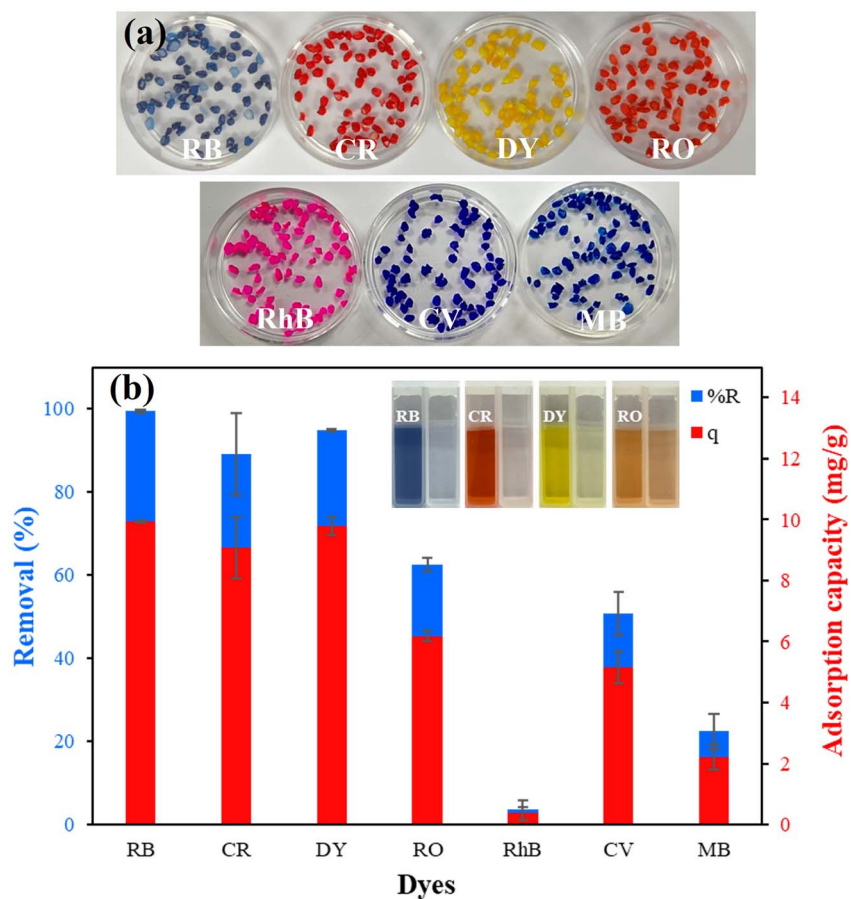 (a)
RB CR DY RO
RhB CV MB
(b)
RB CR DY RO
%R
q
Removal (%)
100
80
60
40
20
0
14
12
10
8
6
4
2
0
Adsorption capacity (mg/g)
RB CR DY RO RhB CV MB
Dyes